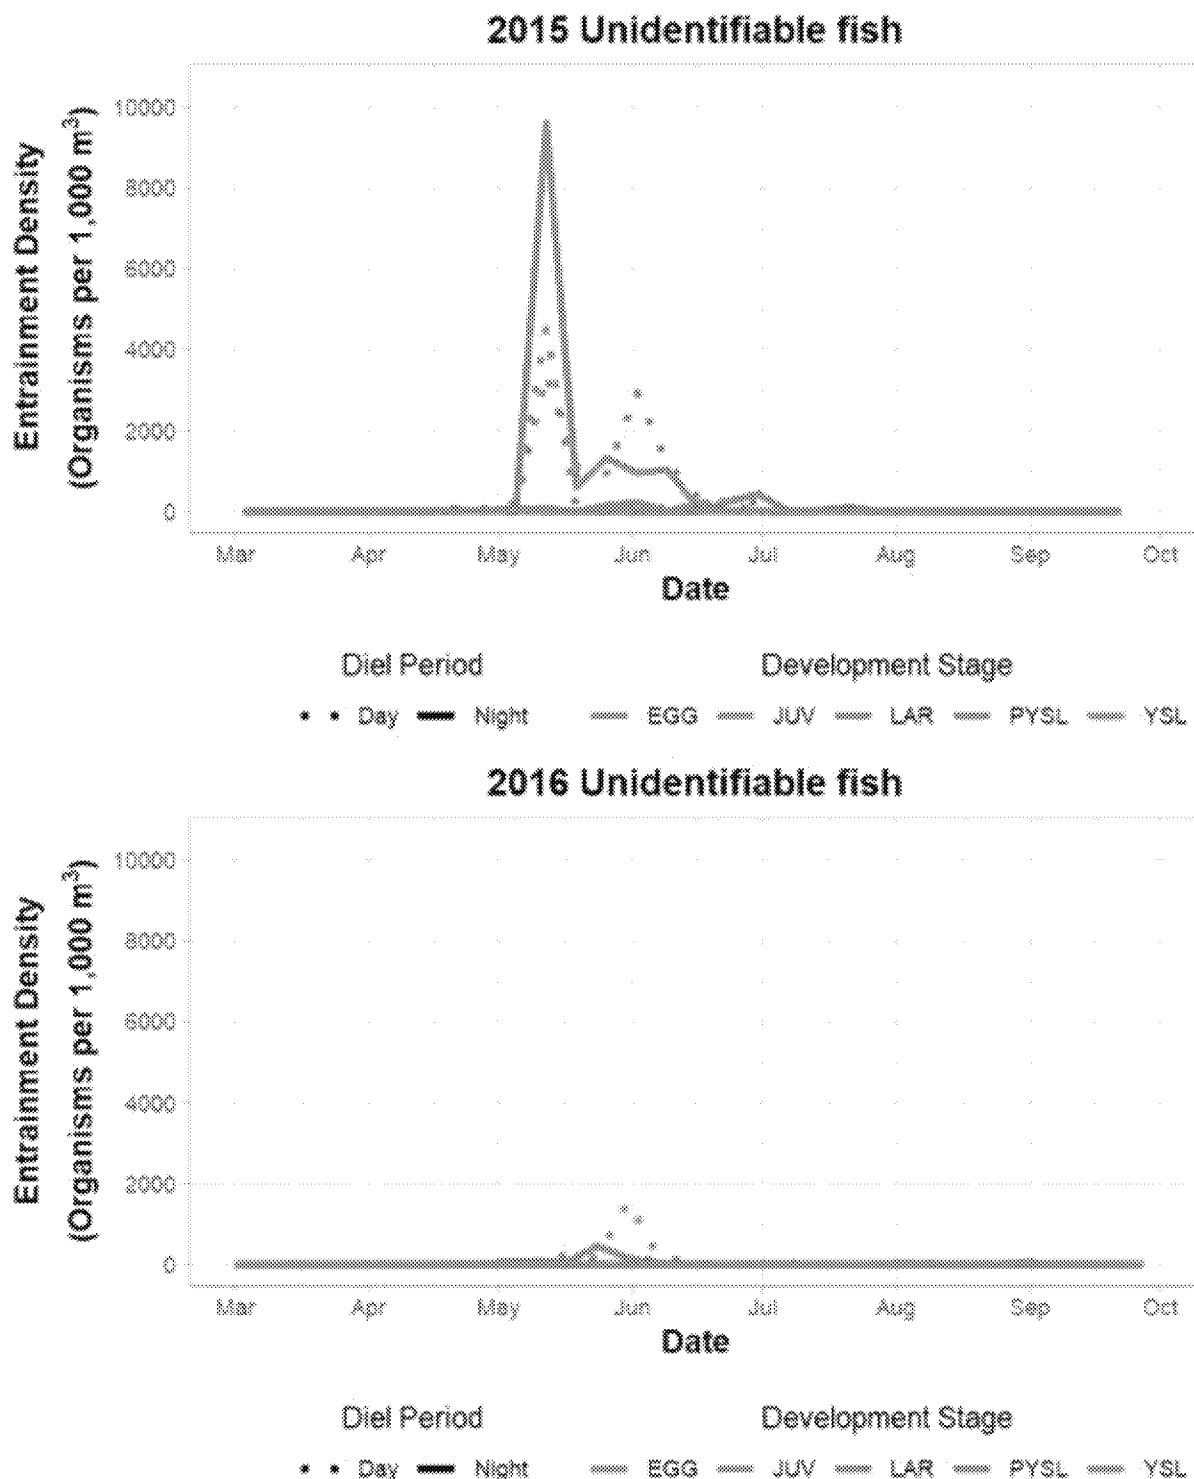 2015 Unidentifiable fish
Entrainment Density
(Organisms per 1,000 m³)
10000
8000
6000
4000
2000
0
Mar Apr May Jun Jul Aug Sep Oct
Date
Diel Period Development Stage
Day Night EGG JUV LAR PYSL YSL
2016 Unidentifiable fish
Entrainment Density
(Organisms per 1,000 m³)
10000
8000
6000
4000
2000
0
Mar Apr May Jun Jul Aug Sep Oct
Date
Diel Period Development Stage
Day Night EGG JUV LAR PYSL YSL